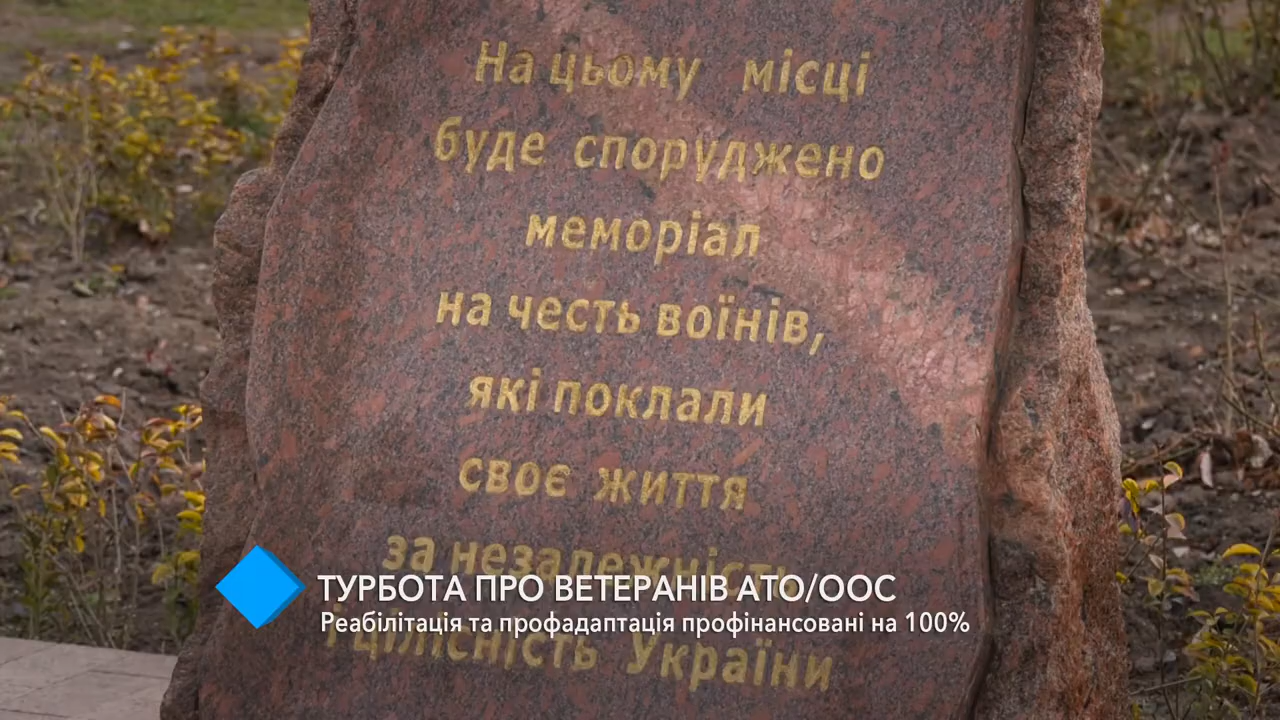 На цьому місці
буде споруджено
меморіал
на честь воїнів,
які поклали
своє життя
за незалежність
ТУРБОТА ПРО ВЕТЕРАНІВ АТО/ООС
Реабілітація та профадаптація профінансовані на 100%
і цілісність України